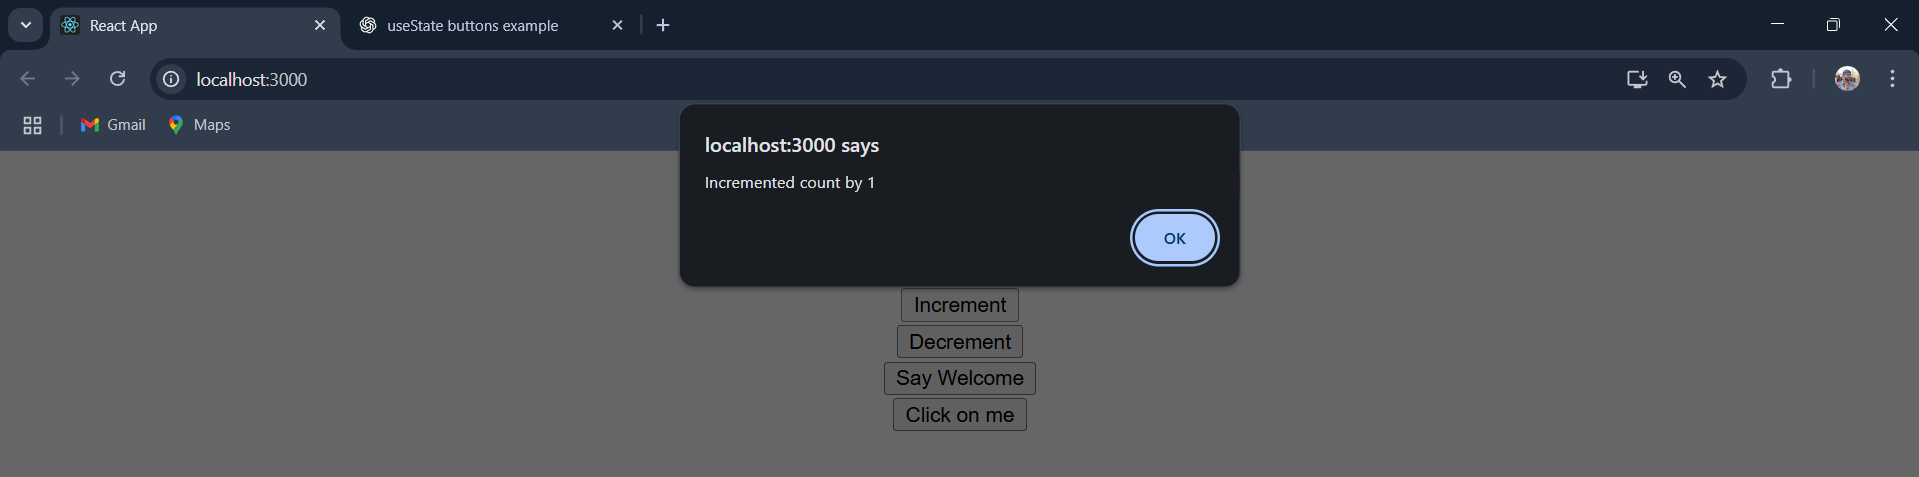 React App
useState buttons example
localhost:3000
Gmail
Maps
localhost:3000 says
Incremented count by 1
OK
Increment
Decrement
Say Welcome
Click on me